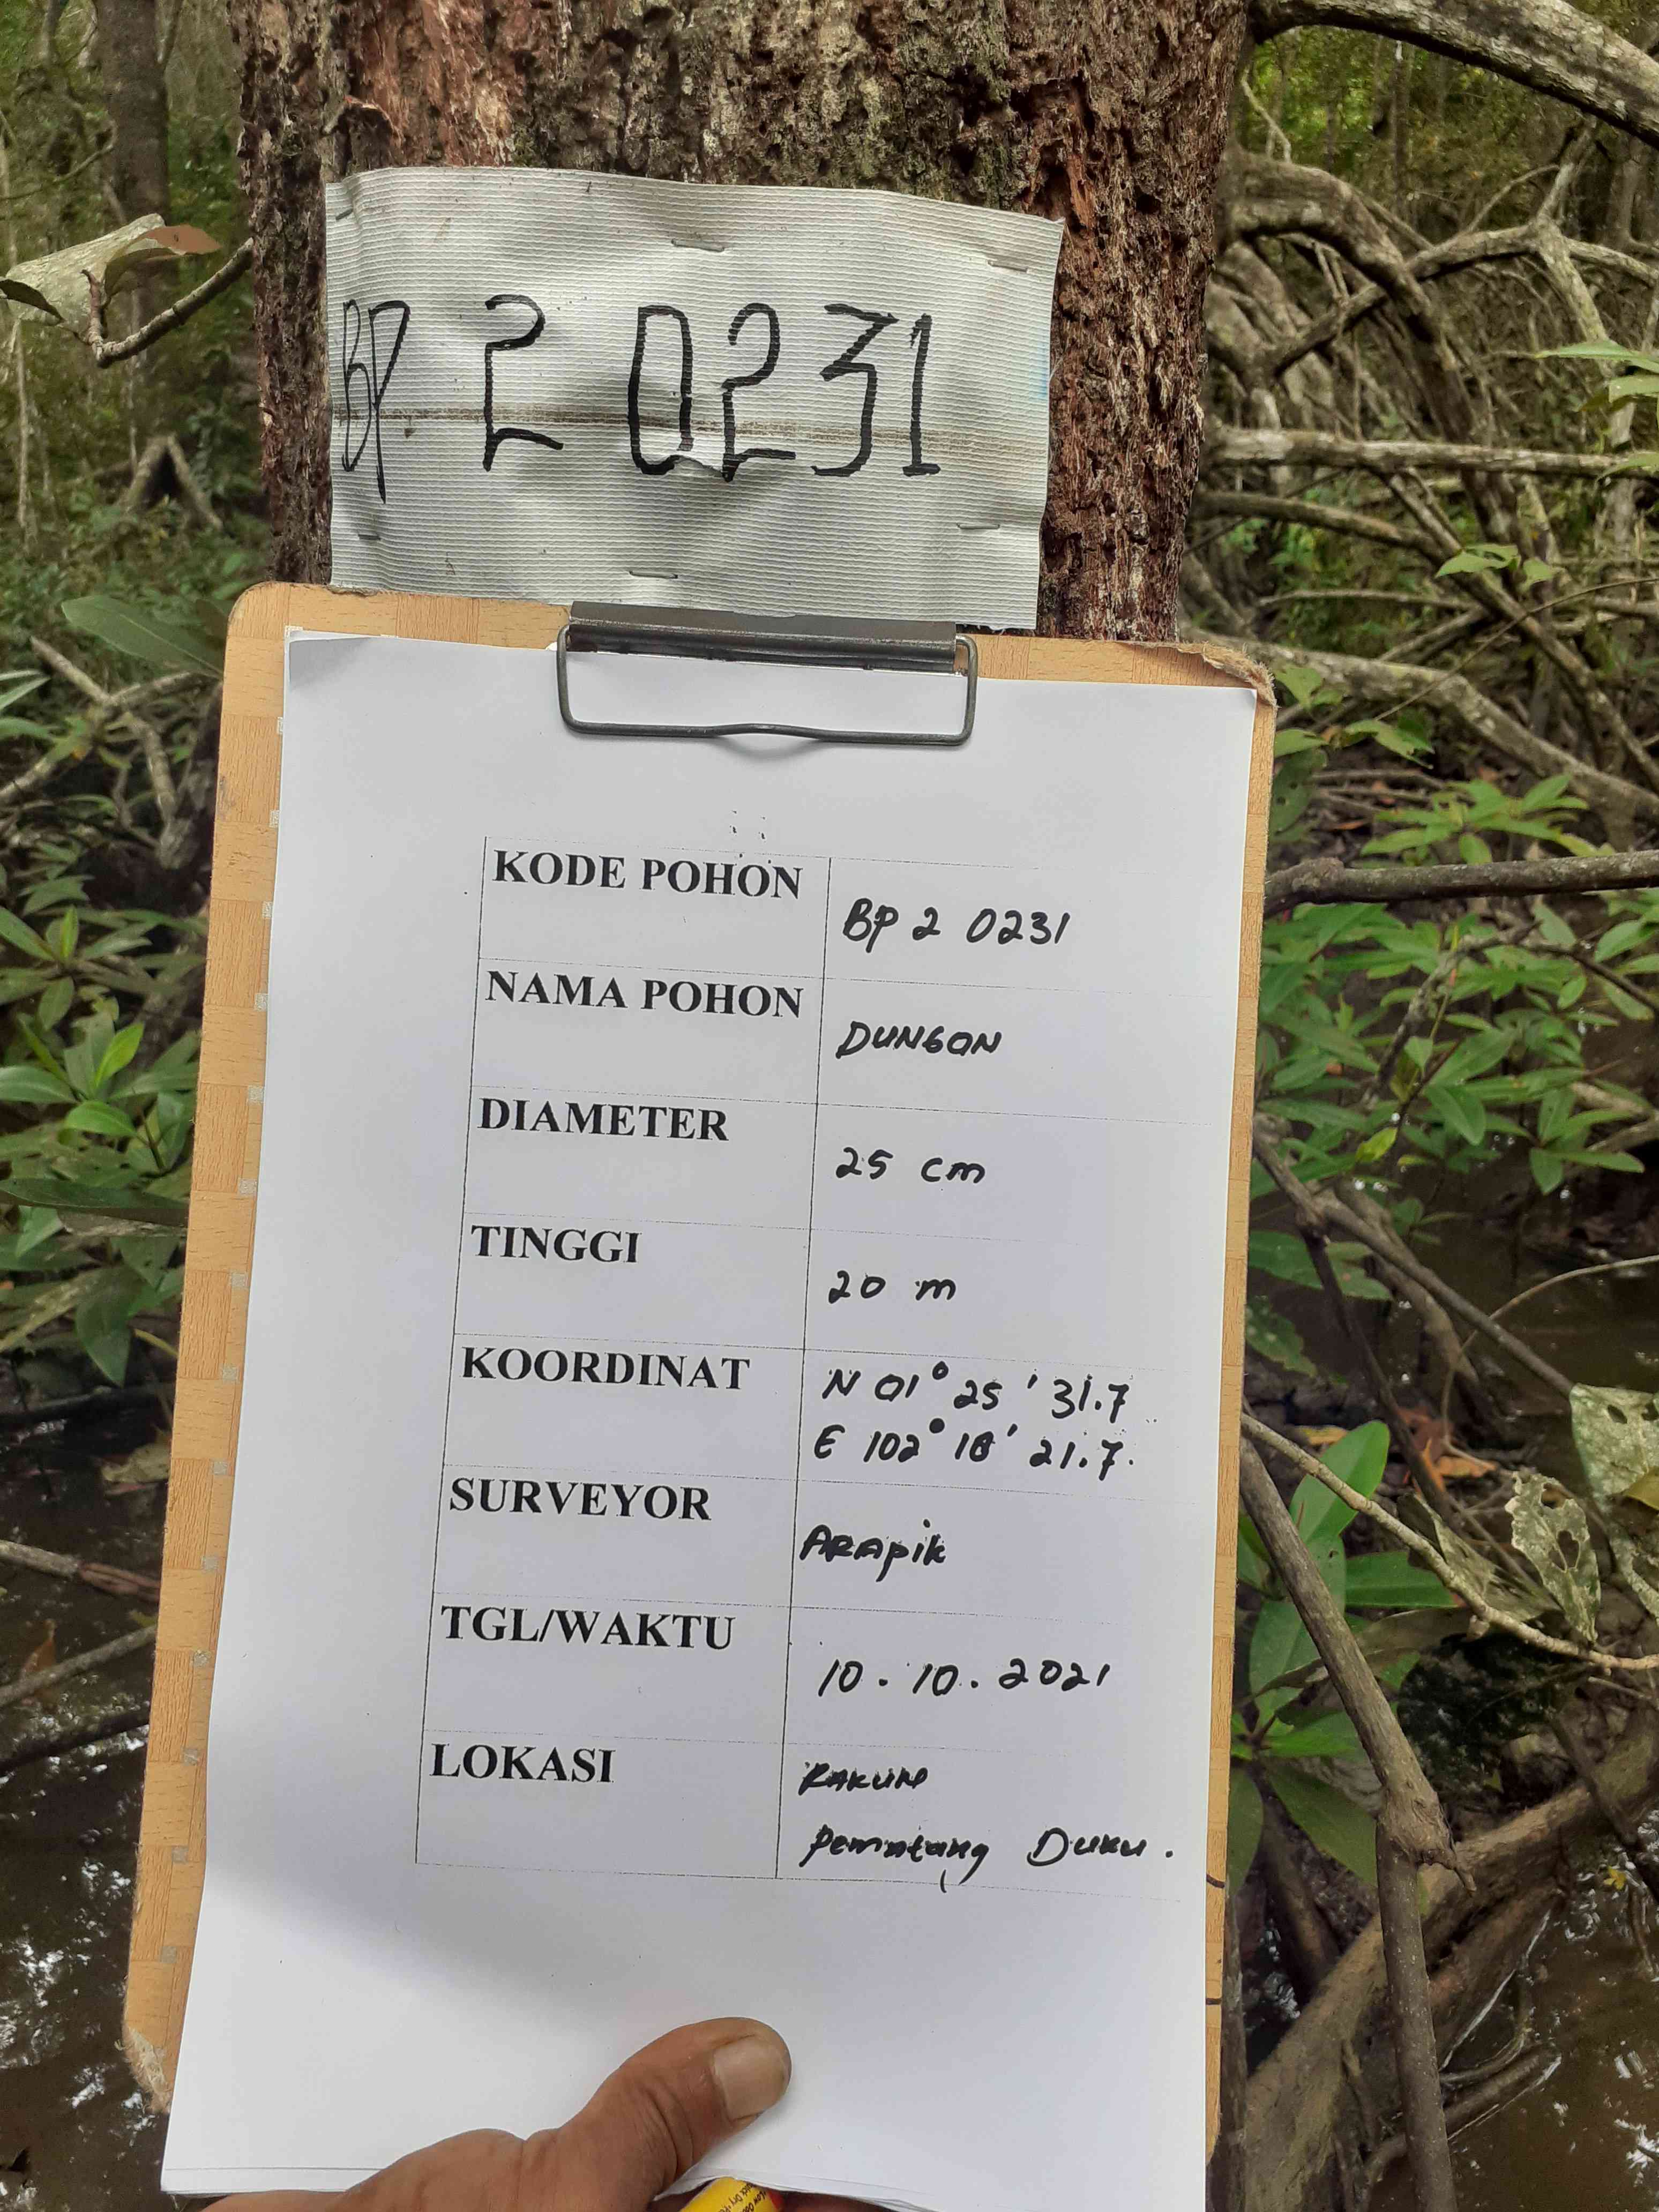 BP 2 0231
KODE POHON
BP 2 0231
NAMA POHON
DUNGON
DIAMETER
25 cm
TINGGI
20 m
KOORDINAT
N 01° 25 ' 31.7
E 102° 18' 21.7.
SURVEYOR
ARApik
TGL/WAKTU
10 . 10 . 2021
LOKASI
Pematang Duku .